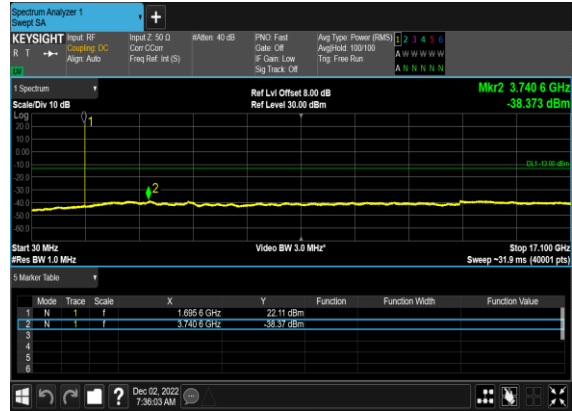 Spectrum Analyzer 1
Swept SA
+
KEYSIGHT Input: RF Input Z: 50 Ω #Atten: 40 dB PNO: Fast Avg Type: Power (RMS) 1 2 3 4 5 6
R T Coupling: DC Corr CCorr Gate: Off Avg|Hold: 100/100 A W W W W W
Align: Auto Freq Ref: Int (S) IF Gain: Low Trig: Free Run
Sig Track: Off A N N N N N
1 Spectrum Ref Lvl Offset 8.00 dB Mkr2 3.740 6 GHz
Scale/Div 10 dB Ref Level 30.00 dBm -38.373 dBm
Log
1
20.0
10.0
0.00
-10.0
DL1 -13.00 dBm
-20.0
-30.0
2
-40.0
-50.0
-60.0
Start 30 MHz Video BW 3.0 MHz* Stop 17.100 GHz
#Res BW 1.0 MHz Sweep ~31.9 ms (40001 pts)
5 Marker Table
Mode Trace Scale X Y Function Function Width Function Value
1 N 1 f 1.695 6 GHz 22.11 dBm
2 N 1 f 3.740 6 GHz -38.37 dBm
3
4
5
6
? Dec 02, 2022
7:36:03 AM